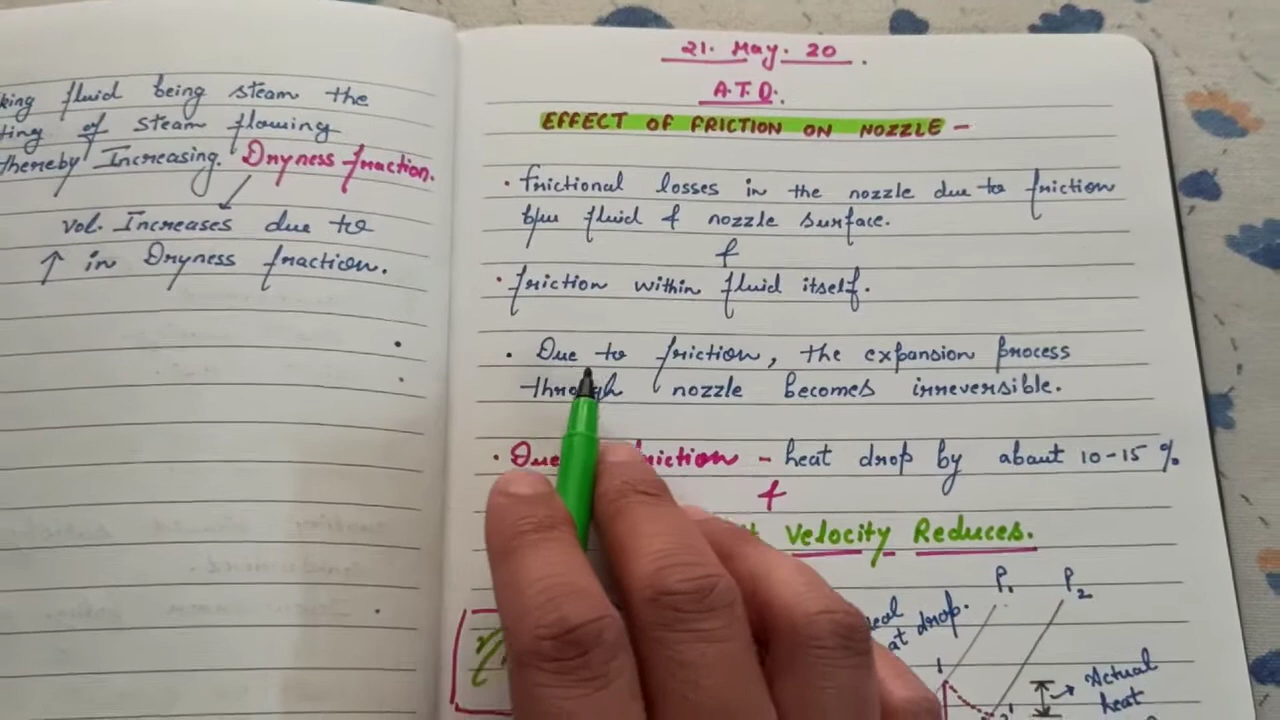 fluid being steam the
of steam flowing
thereby Increasing. Dryness fraction.
vol. Increases due to
↑ in Dryness fraction.
21. May. 20.
A.T.D.
EFFECT OF FRICTION ON NOZZLE -
• Frictional losses in the nozzle due to friction
b/w fluid & nozzle surface.
&
• friction within fluid itself.
• Due to friction, the expansion process
through nozzle becomes irreversible.
• Due friction - heat drop by about 10-15 %
&
Velocity Reduces.
P1 P2
drop.
1
Actual
heat